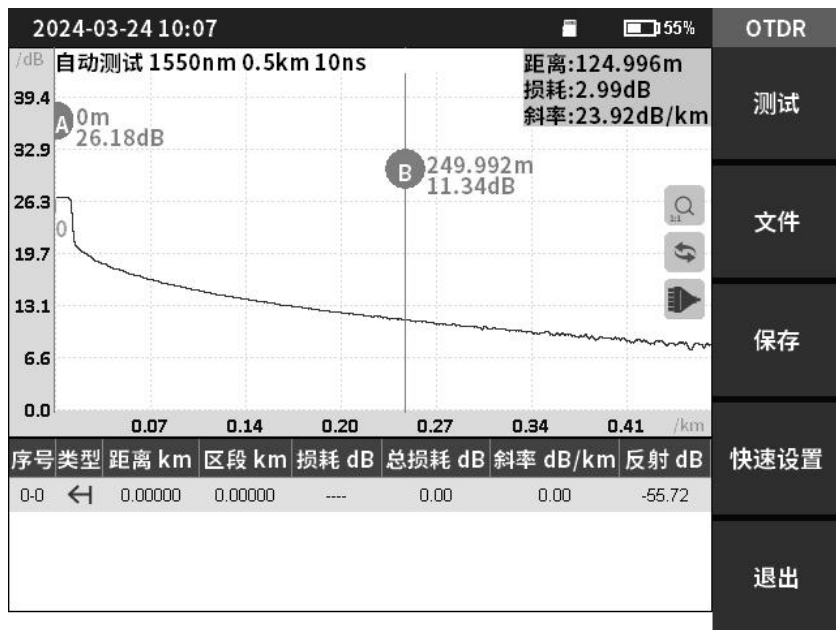 2024-03-24 10:07
55%
OTDR
/dB
自动测试 1550nm 0.5km 10ns
距离:124.996m
损耗:2.99dB
斜率:23.92dB/km
39.4
32.9
26.3
19.7
13.1
6.6
0.0
A
0m
26.18dB
B
249.992m
11.34dB
0
1:1
0.07 0.14 0.20 0.27 0.34 0.41 /km
序号 类型 距离 km 区段 km 损耗 dB 总损耗 dB 斜率 dB/km 反射 dB
0-0 0.00000 0.00000 ---- 0.00 0.00 -55.72
测试
文件
保存
快速设置
退出